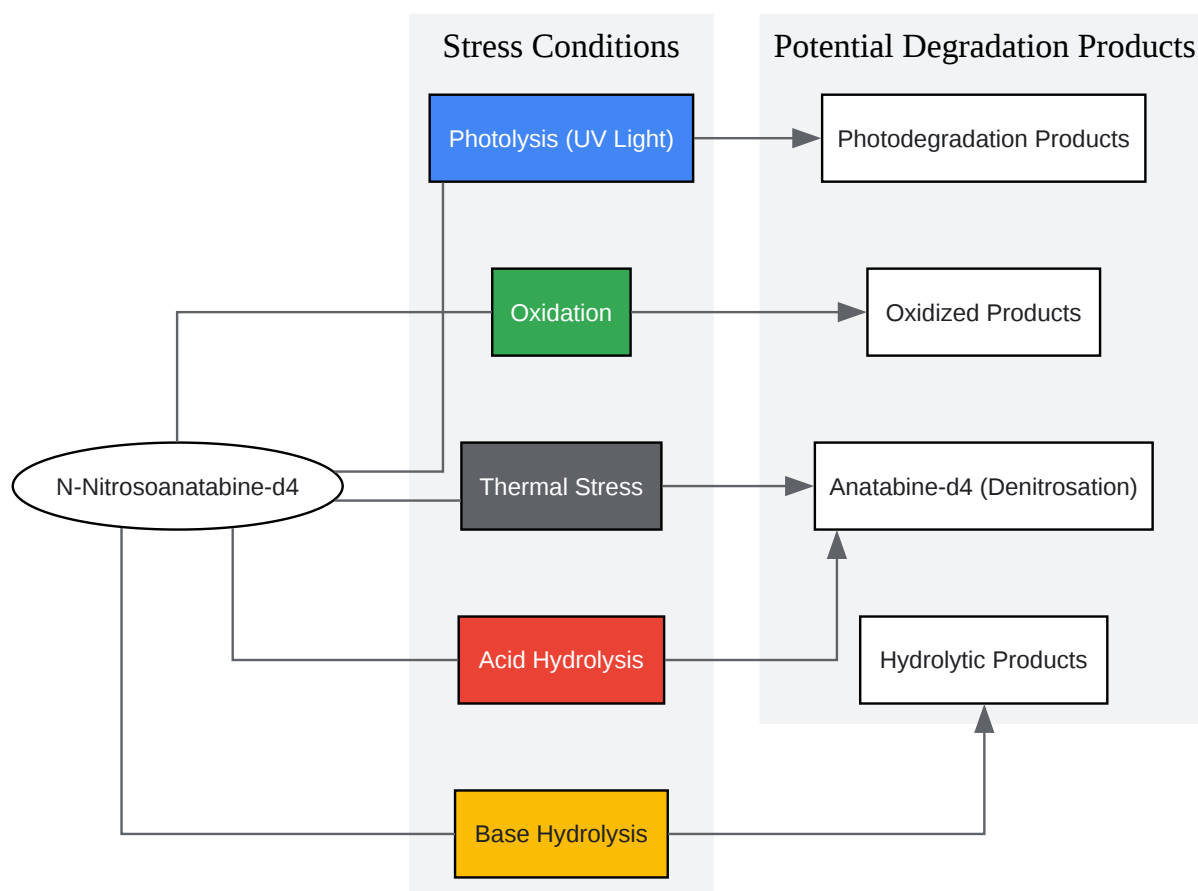 Stress Conditions
Potential Degradation Products
Photolysis (UV Light)
Photodegradation Products
Oxidation
Oxidized Products
N-Nitrosoanatabine-d4
Thermal Stress
Anatabine-d4 (Denitrosation)
Acid Hydrolysis
Hydrolytic Products
Base Hydrolysis